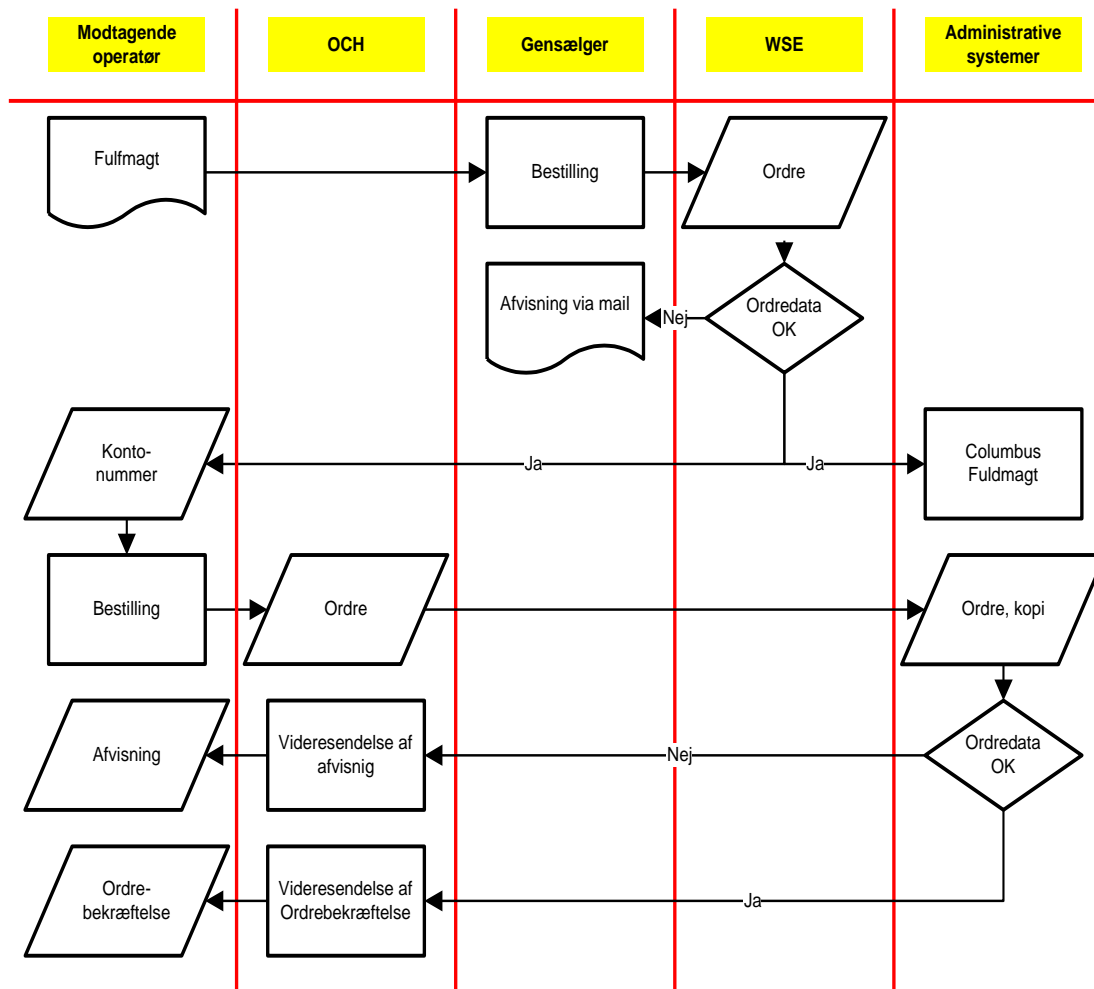 Modtagende
operatør
OCH
Gensælger
WSE
Administrative
systemer
Fulfmagt
Bestilling
Ordre
Afvisning via mail
Nej
Ordredata
OK
Konto-
nummer
Ja
Ja
Columbus
Fuldmagt
Bestilling
Ordre
Ordre, kopi
Afvisning
Videresendelse af
afvisnig
Nej
Ordredata
OK
Ordre-
bekræftelse
Videresendelse af
Ordrebekræftelse
Ja